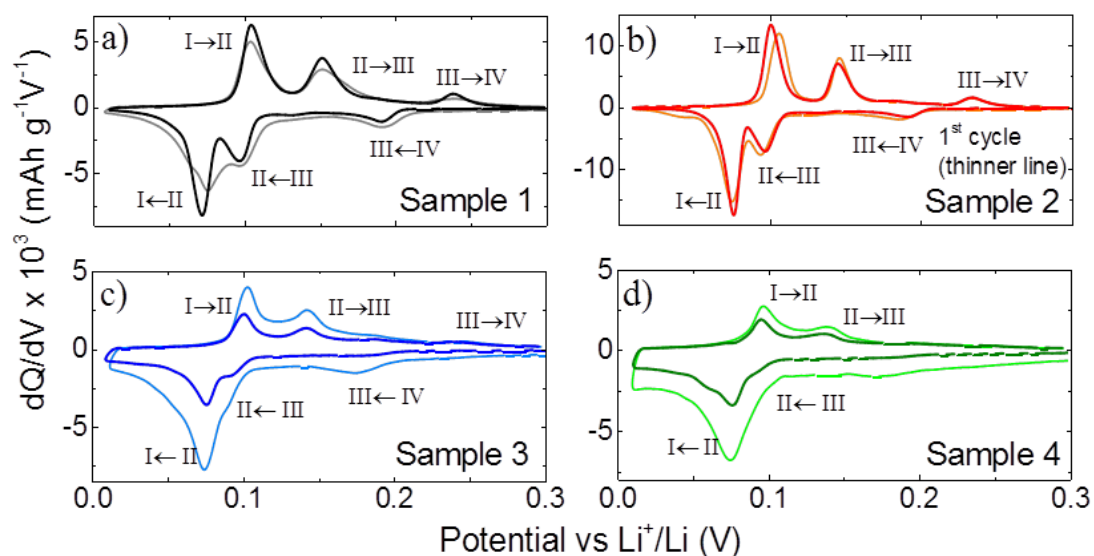 dQ/dV x 10³ (mAh g⁻¹V⁻¹)
a)
I→II
II→III
III→IV
III←IV
II←III
I←II
Sample 1
5
0
-5
b)
I→II
II→III
III→IV
III←IV
1st cycle
(thinner line)
II←III
I←II
Sample 2
10
5
0
-5
-10
c)
I→II
II→III
III→IV
II← III
III← IV
I← II
Sample 3
5
0
-5
0.0
0.1
0.2
0.3
d)
I→II
II→III
II← III
I← II
Sample 4
5
0
-5
0.0
0.1
0.2
0.3
Potential vs Li⁺/Li (V)